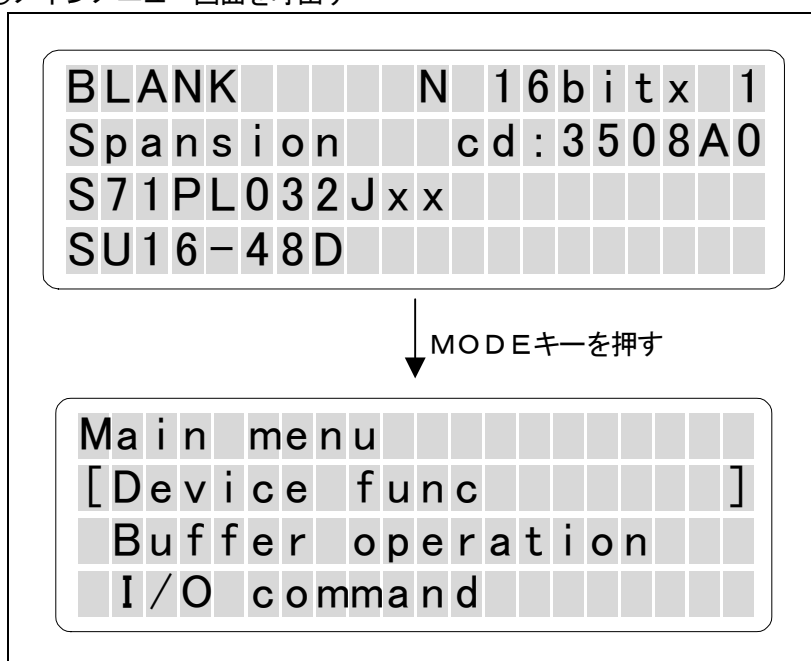 BLANK N 16bitx 1
Spansion cd:3508A0
S71PL032Jxx
SU16-48D
MODEキーを押す
Main menu
[Device func ]
Buffer operation
I/O command